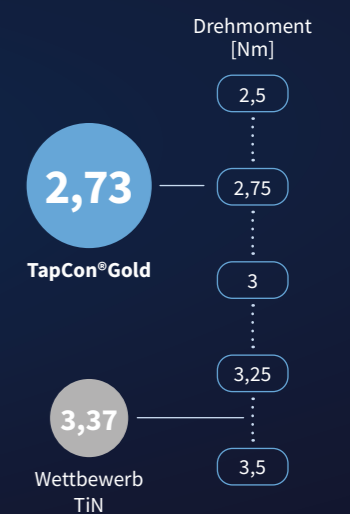 Drehmoment
[Nm]
2,5
2,73
2,75
TapCon®Gold
3
3,25
3,37
3,5
Wettbewerb
TiN